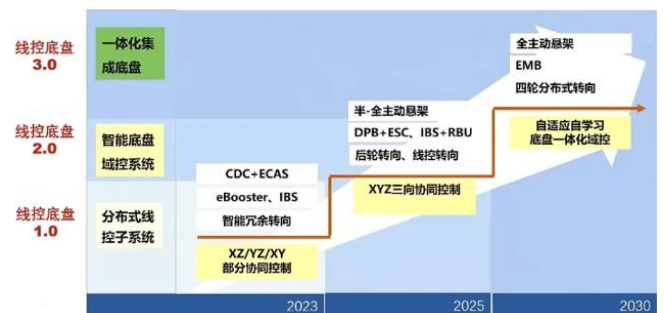 线控底盘
3.0
一体化集
成底盘
全主动悬架
EMB
四轮分布式转向
线控底盘
2.0
智能底盘
域控系统
半-全主动悬架
DPB+ESC、IBS+RBU
后轮转向、线控转向
自适应自学习
底盘一体化域控
线控底盘
1.0
分布式线
控子系统
CDC+ECAS
eBooster、IBS
智能冗余转向
XYZ三向协同控制
XZ/YZ/XY
部分协同控制
2023
2025
2030